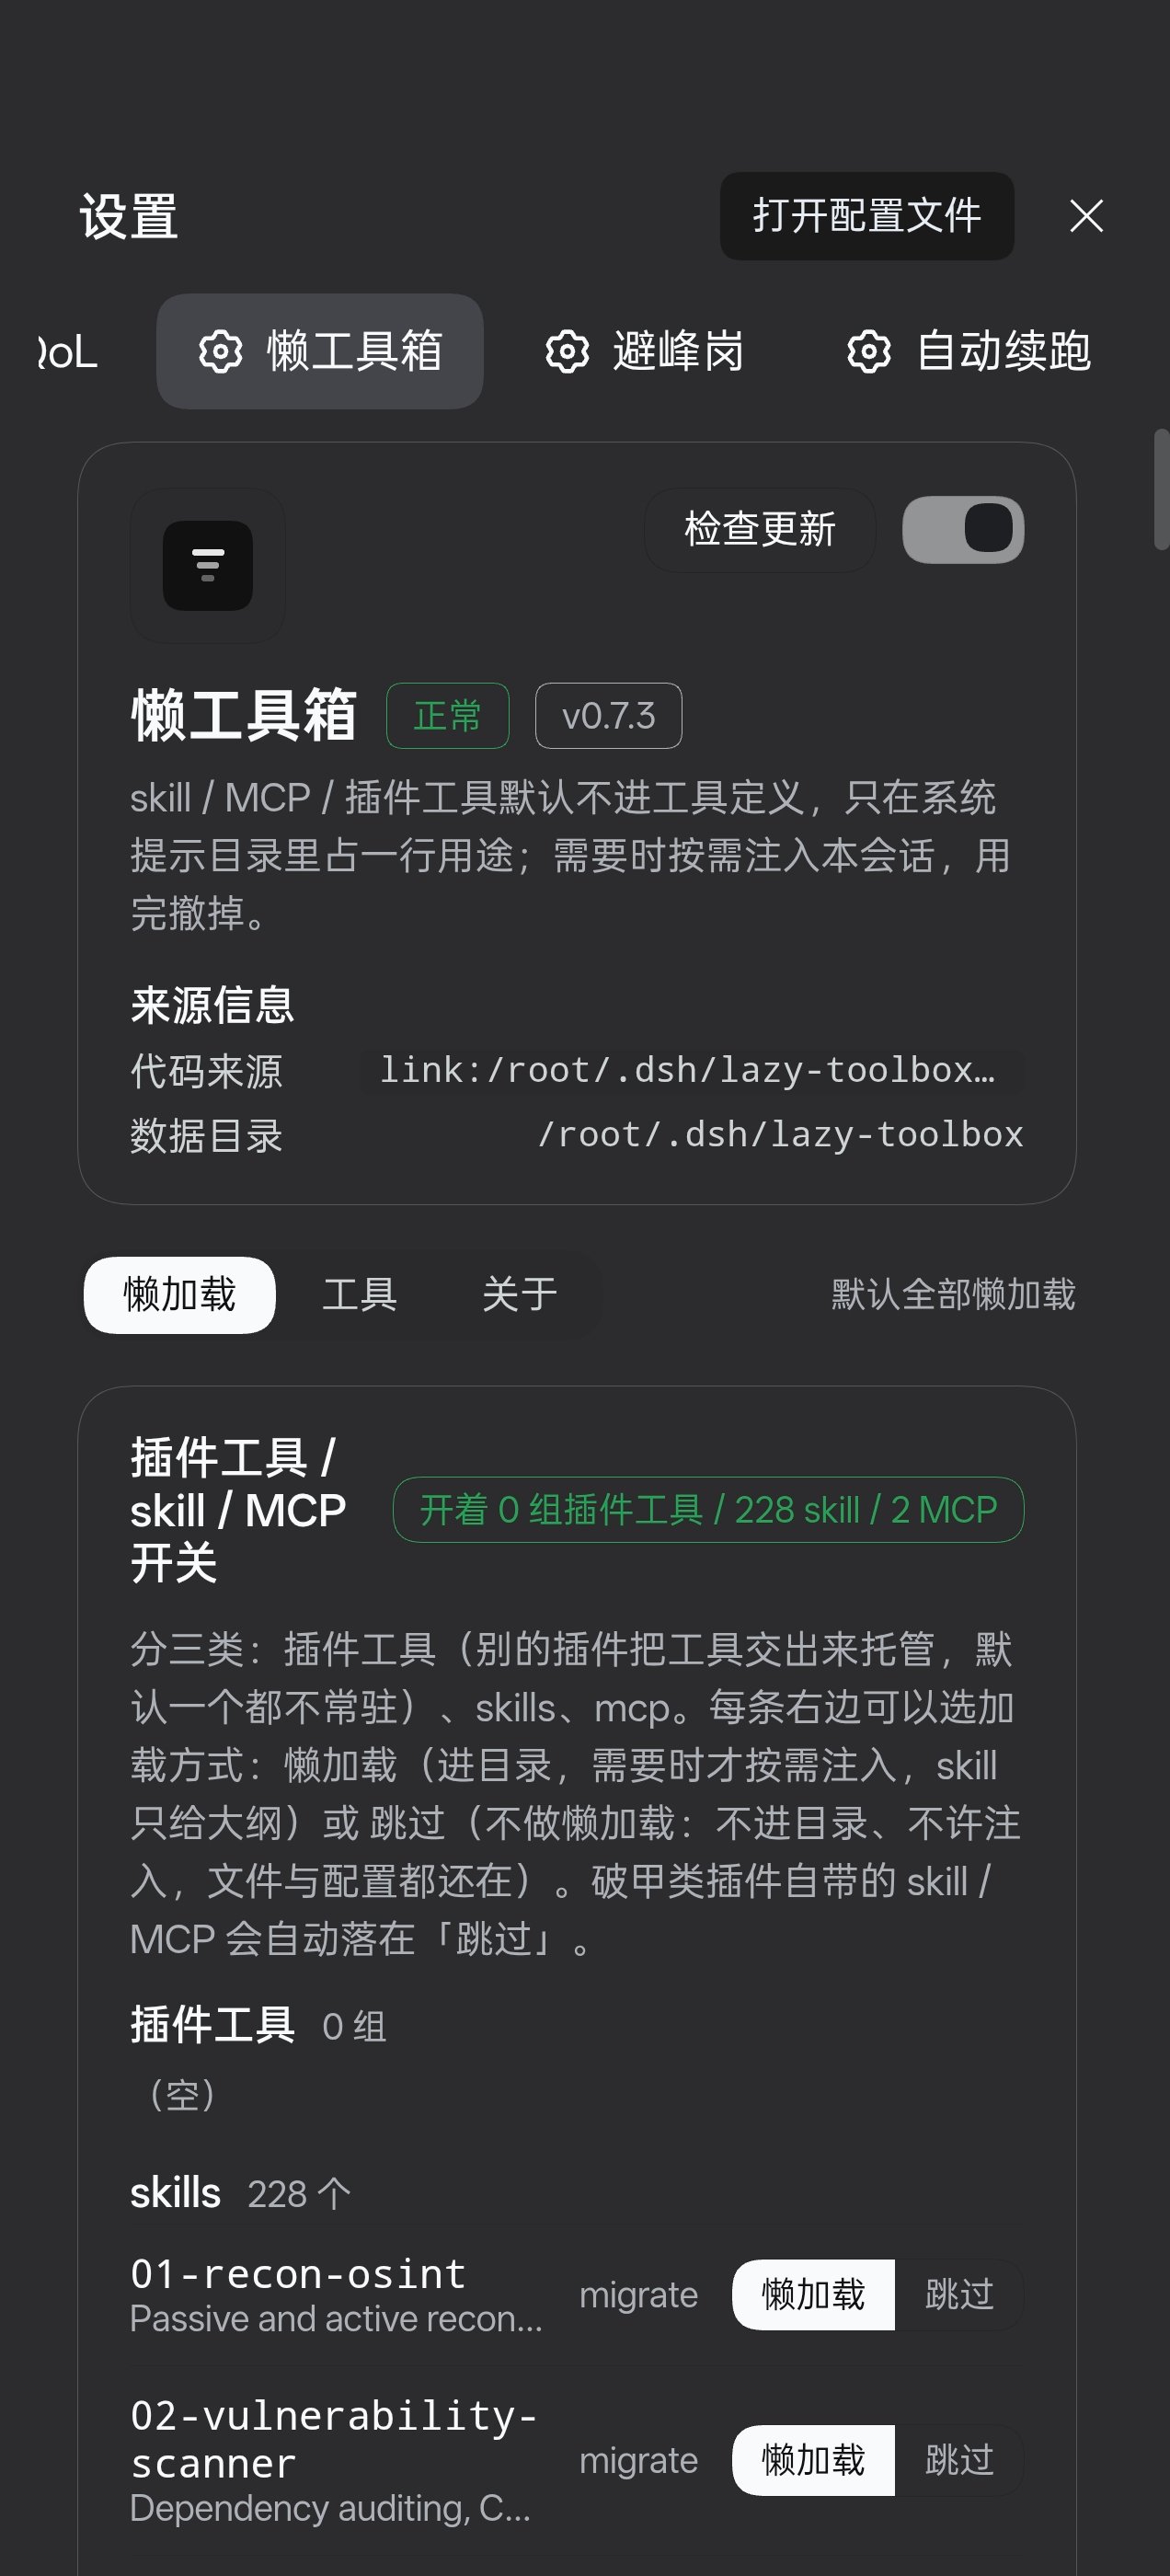 设置
打开配置文件
QoL
懒工具箱
避峰岗
自动续跑
检查更新
懒工具箱
正常
v0.7.3
skill / MCP / 插件工具默认不进工具定义，只在系统
提示目录里占一行用途；需要时按需注入本会话，用
完撤掉。
来源信息
代码来源
link:/root/.dsh/lazy-toolbox…
数据目录
/root/.dsh/lazy-toolbox
懒加载
工具
关于
默认全部懒加载
插件工具 /
skill / MCP
开关
开着 0 组插件工具 / 228 skill / 2 MCP
分三类：插件工具（别的插件把工具交出来托管，默
认一个都不常驻）、skills、mcp。每条右边可以选加
载方式：懒加载（进目录，需要时才按需注入，skill
只给大纲）或 跳过（不做懒加载：不进目录、不许注
入，文件与配置都还在）。破甲类插件自带的 skill /
MCP 会自动落在「跳过」。
插件工具 0 组
（空）
skills 228 个
01-recon-osint
Passive and active recon...
migrate
懒加载
跳过
02-vulnerability-
scanner
Dependency auditing, C...
migrate
懒加载
跳过